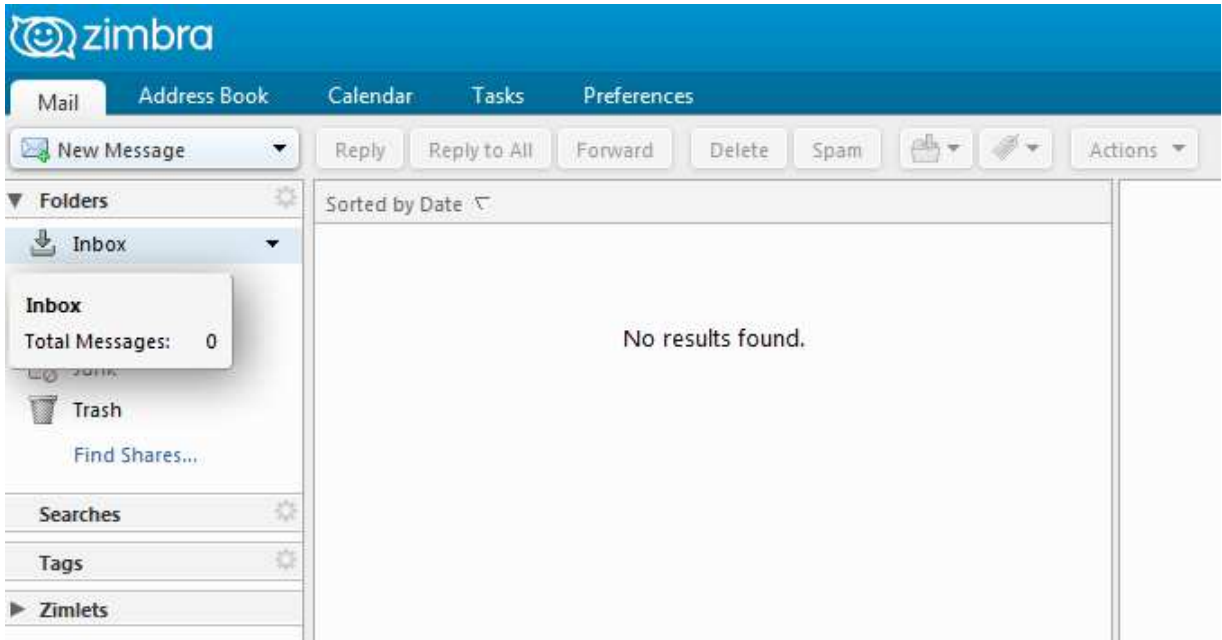 zimbra
Mail Address Book Calendar Tasks Preferences
New Message Reply Reply to All Forward Delete Spam Actions
Folders
Sorted by Date
Inbox
Inbox
Total Messages: 0
No results found.
Junk
Trash
Find Shares...
Searches
Tags
Zimlets